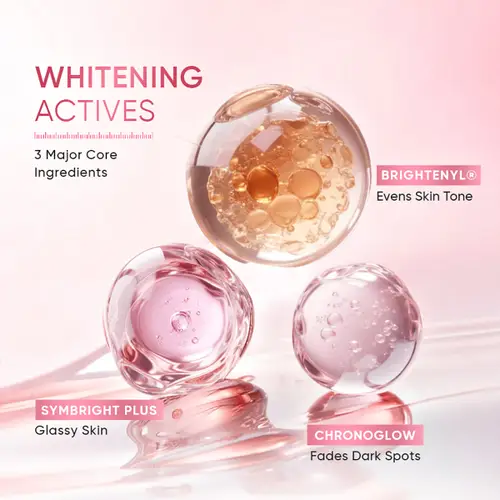 WHITENING
ACTIVES
3 Major Core
Ingredients
BRIGHTENYL®
Evens Skin Tone
SYMBRIGHT PLUS
Glassy Skin
CHRONOGLOW
Fades Dark Spots